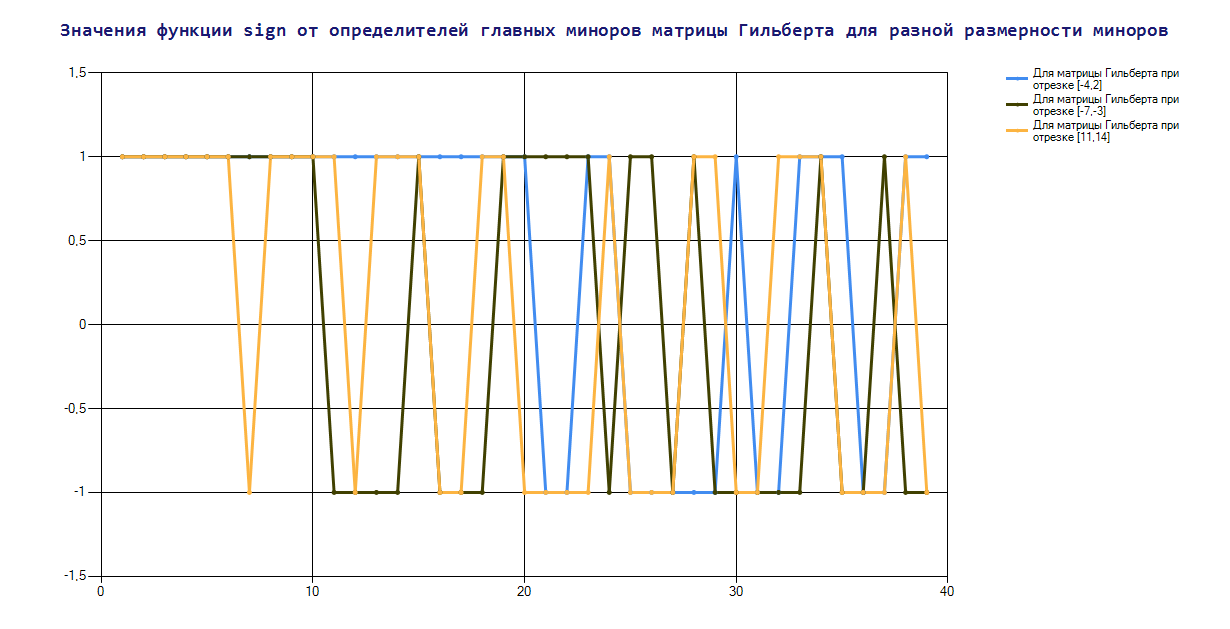 Значения функции sign от определителей главных миноров матрицы Гильберта для разной размерности миноров
1,5
1
0,5
0
-0,5
-1
-1,5
0 10 20 30 40
Для матрицы Гильберта при
отрезке [-4,2]
Для матрицы Гильберта при
отрезке [-7,-3]
Для матрицы Гильберта при
отрезке [11,14]